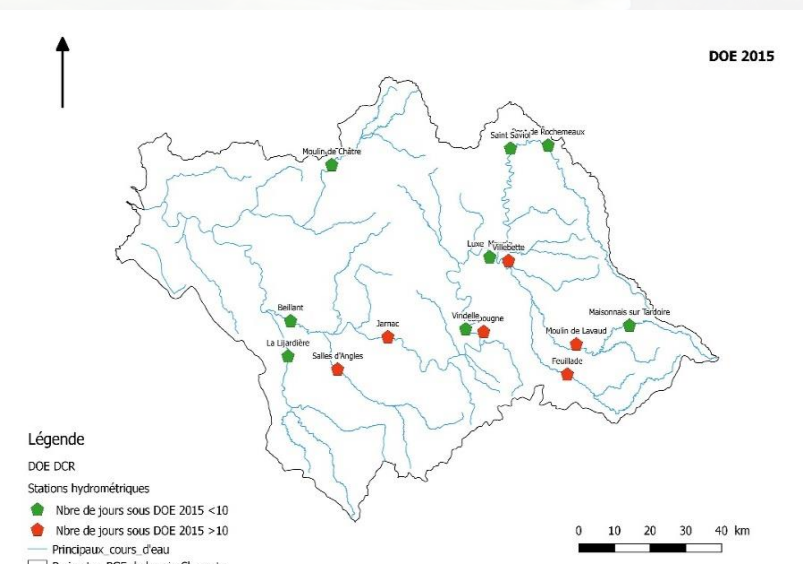 DOE 2015
Saint Saviol de Rochemeaux
Moulin de Châtre
Luxe Villebette
Maisonnais sur Tardoire
Beillant
Vindelle
Jarnac
Moulin de Lavaud
La Lijardière
Salles d'Angles
Feuillade
Légende
DOE DCR
Stations hydrométriques
Nbre de jours sous DOE 2015 <10
Nbre de jours sous DOE 2015 >10
Principaux_cours_d'eau
0 10 20 30 40 km